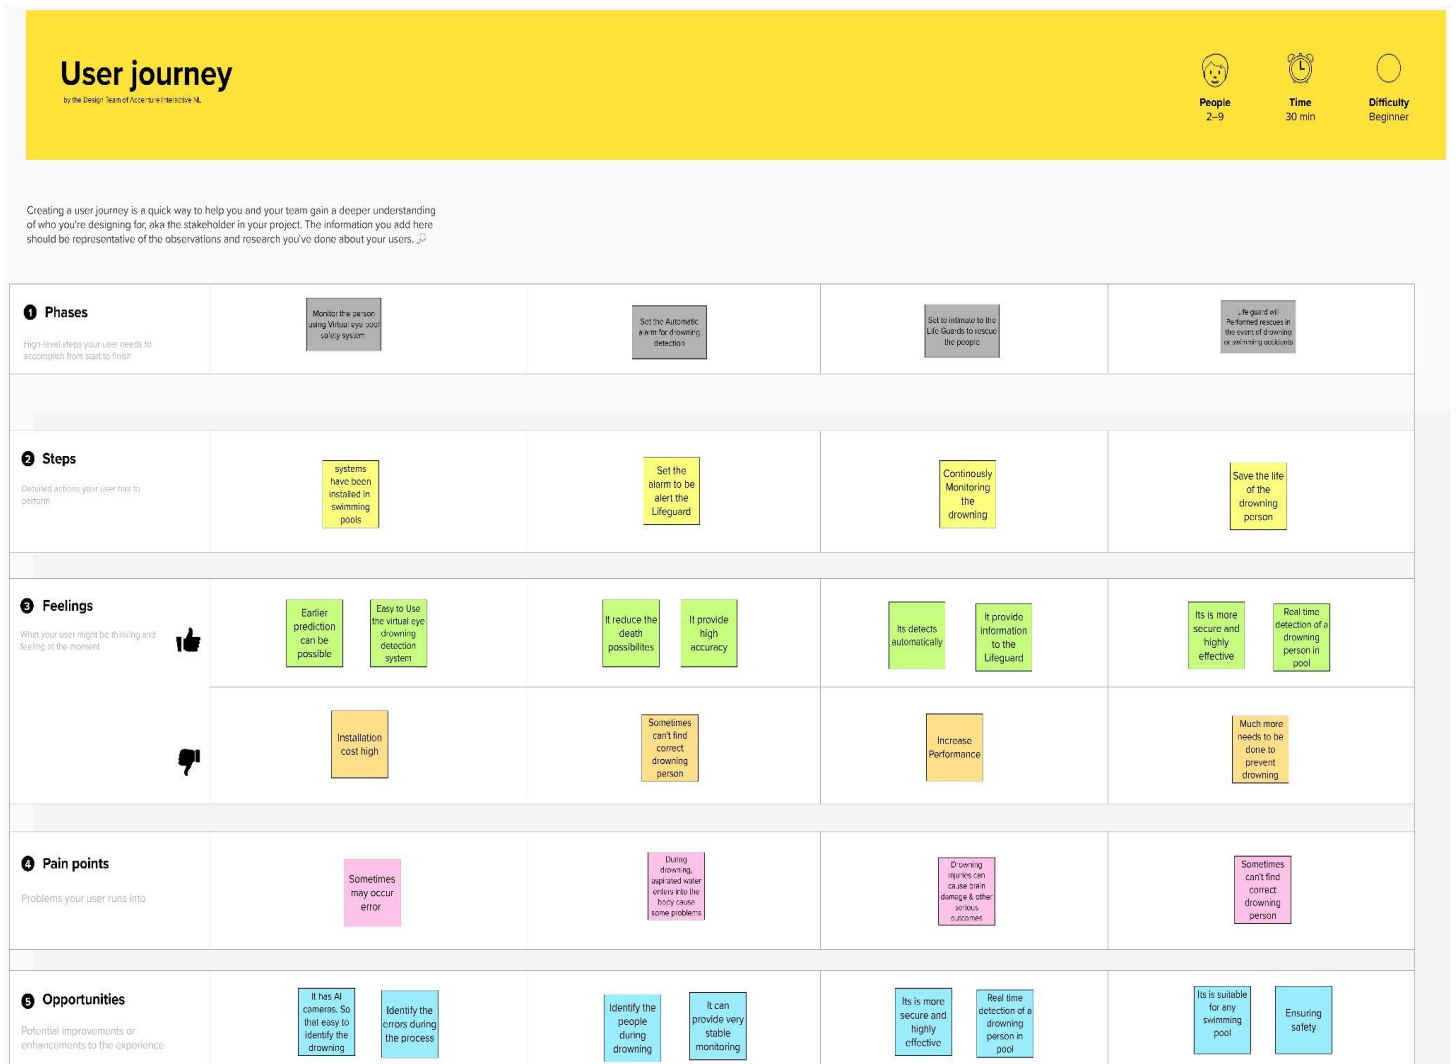 User journey
by the Design Team of Accenture Interactive NL
People
2–9
Time
30 min
Difficulty
Beginner
Creating a user journey is a quick way to help you and your team gain a deeper understanding
of who you're designing for, aka the stakeholder in your project. The information you add here
should be representative of the observations and research you've done about your users.
1 Phases
High-level steps your user needs to
accomplish from start to finish
Monitor the person
using Virtual eye pool
safety system
Set the Automatic
alarm for drowning
detection
Set to intimate to the
Life Guards to rescue
the people
Life guard will
Performed rescues in
the event of drowning
or swimming accidents
2 Steps
Detailed actions your user has to
perform
systems
have been
installed in
swimming
pools
Set the
alarm to be
alert the
Lifeguard
Continously
Monitoring
the
drowning
Save the life
of the
drowning
person
3 Feelings
What your user might be thinking and
feeling at the moment
Earlier
prediction
can be
possible
Easy to Use
the virtual eye
drowning
detection
system
It reduce the
death
possibilites
It provide
high
accuracy
Its detects
automatically
It provide
information
to the
Lifeguard
Its is more
secure and
highly
effective
Real time
detection of a
drowning
person in
pool
Installation
cost high
Sometimes
can't find
correct
drowning
person
Increase
Performance
Much more
needs to be
done to
prevent
drowning
4 Pain points
Problems your user runs into
Sometimes
may occur
error
During
drowning,
aspirated water
enters into the
body cause
some problems
Drowning
injuries can
cause brain
damage & other
serious
outcomes
Sometimes
can't find
correct
drowning
person
5 Opportunities
Potential improvements or
enhancements to the experience
It has AI
cameras. So
that easy to
identify the
drowning
Identify the
errors during
the process
Identify the
people
during
drowning
It can
provide very
stable
monitoring
Its is more
secure and
highly
effective
Real time
detection of a
drowning
person in
pool
Its is suitable
for any
swimming
pool
Ensuring
safety